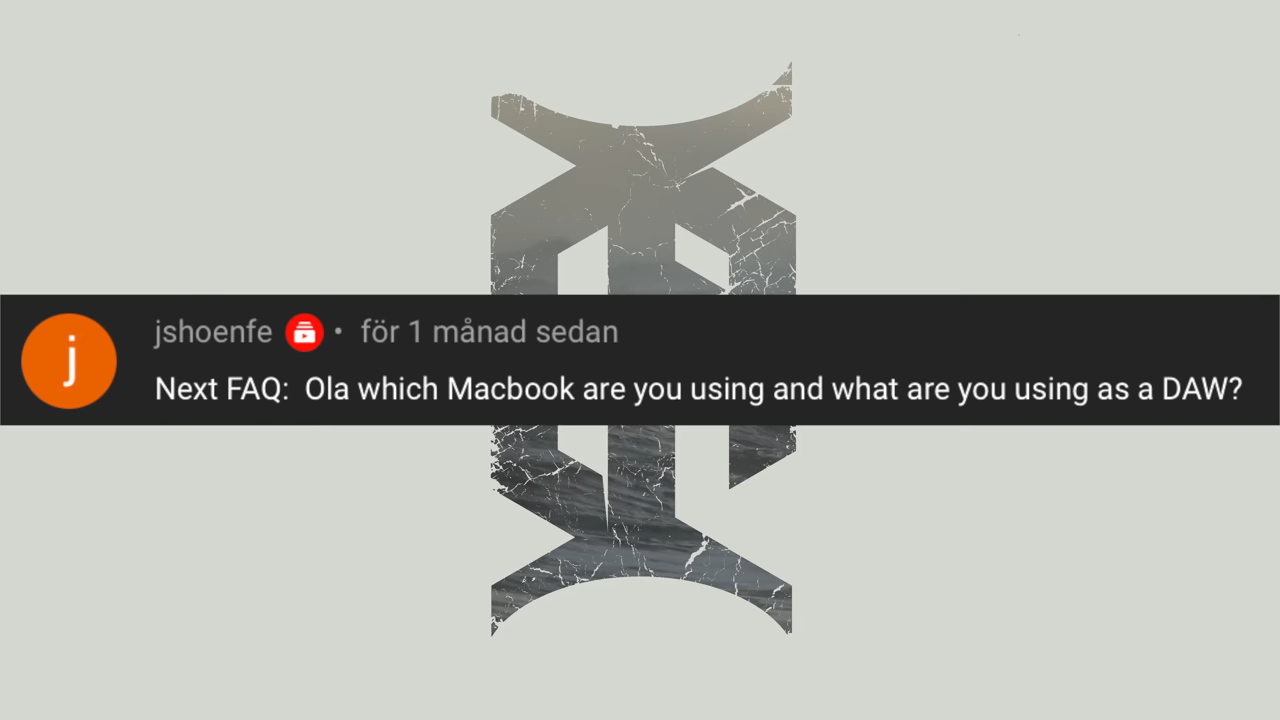 j
jshoenfe • för 1 månad sedan
Next FAQ: Ola which Macbook are you using and what are you using as a DAW?